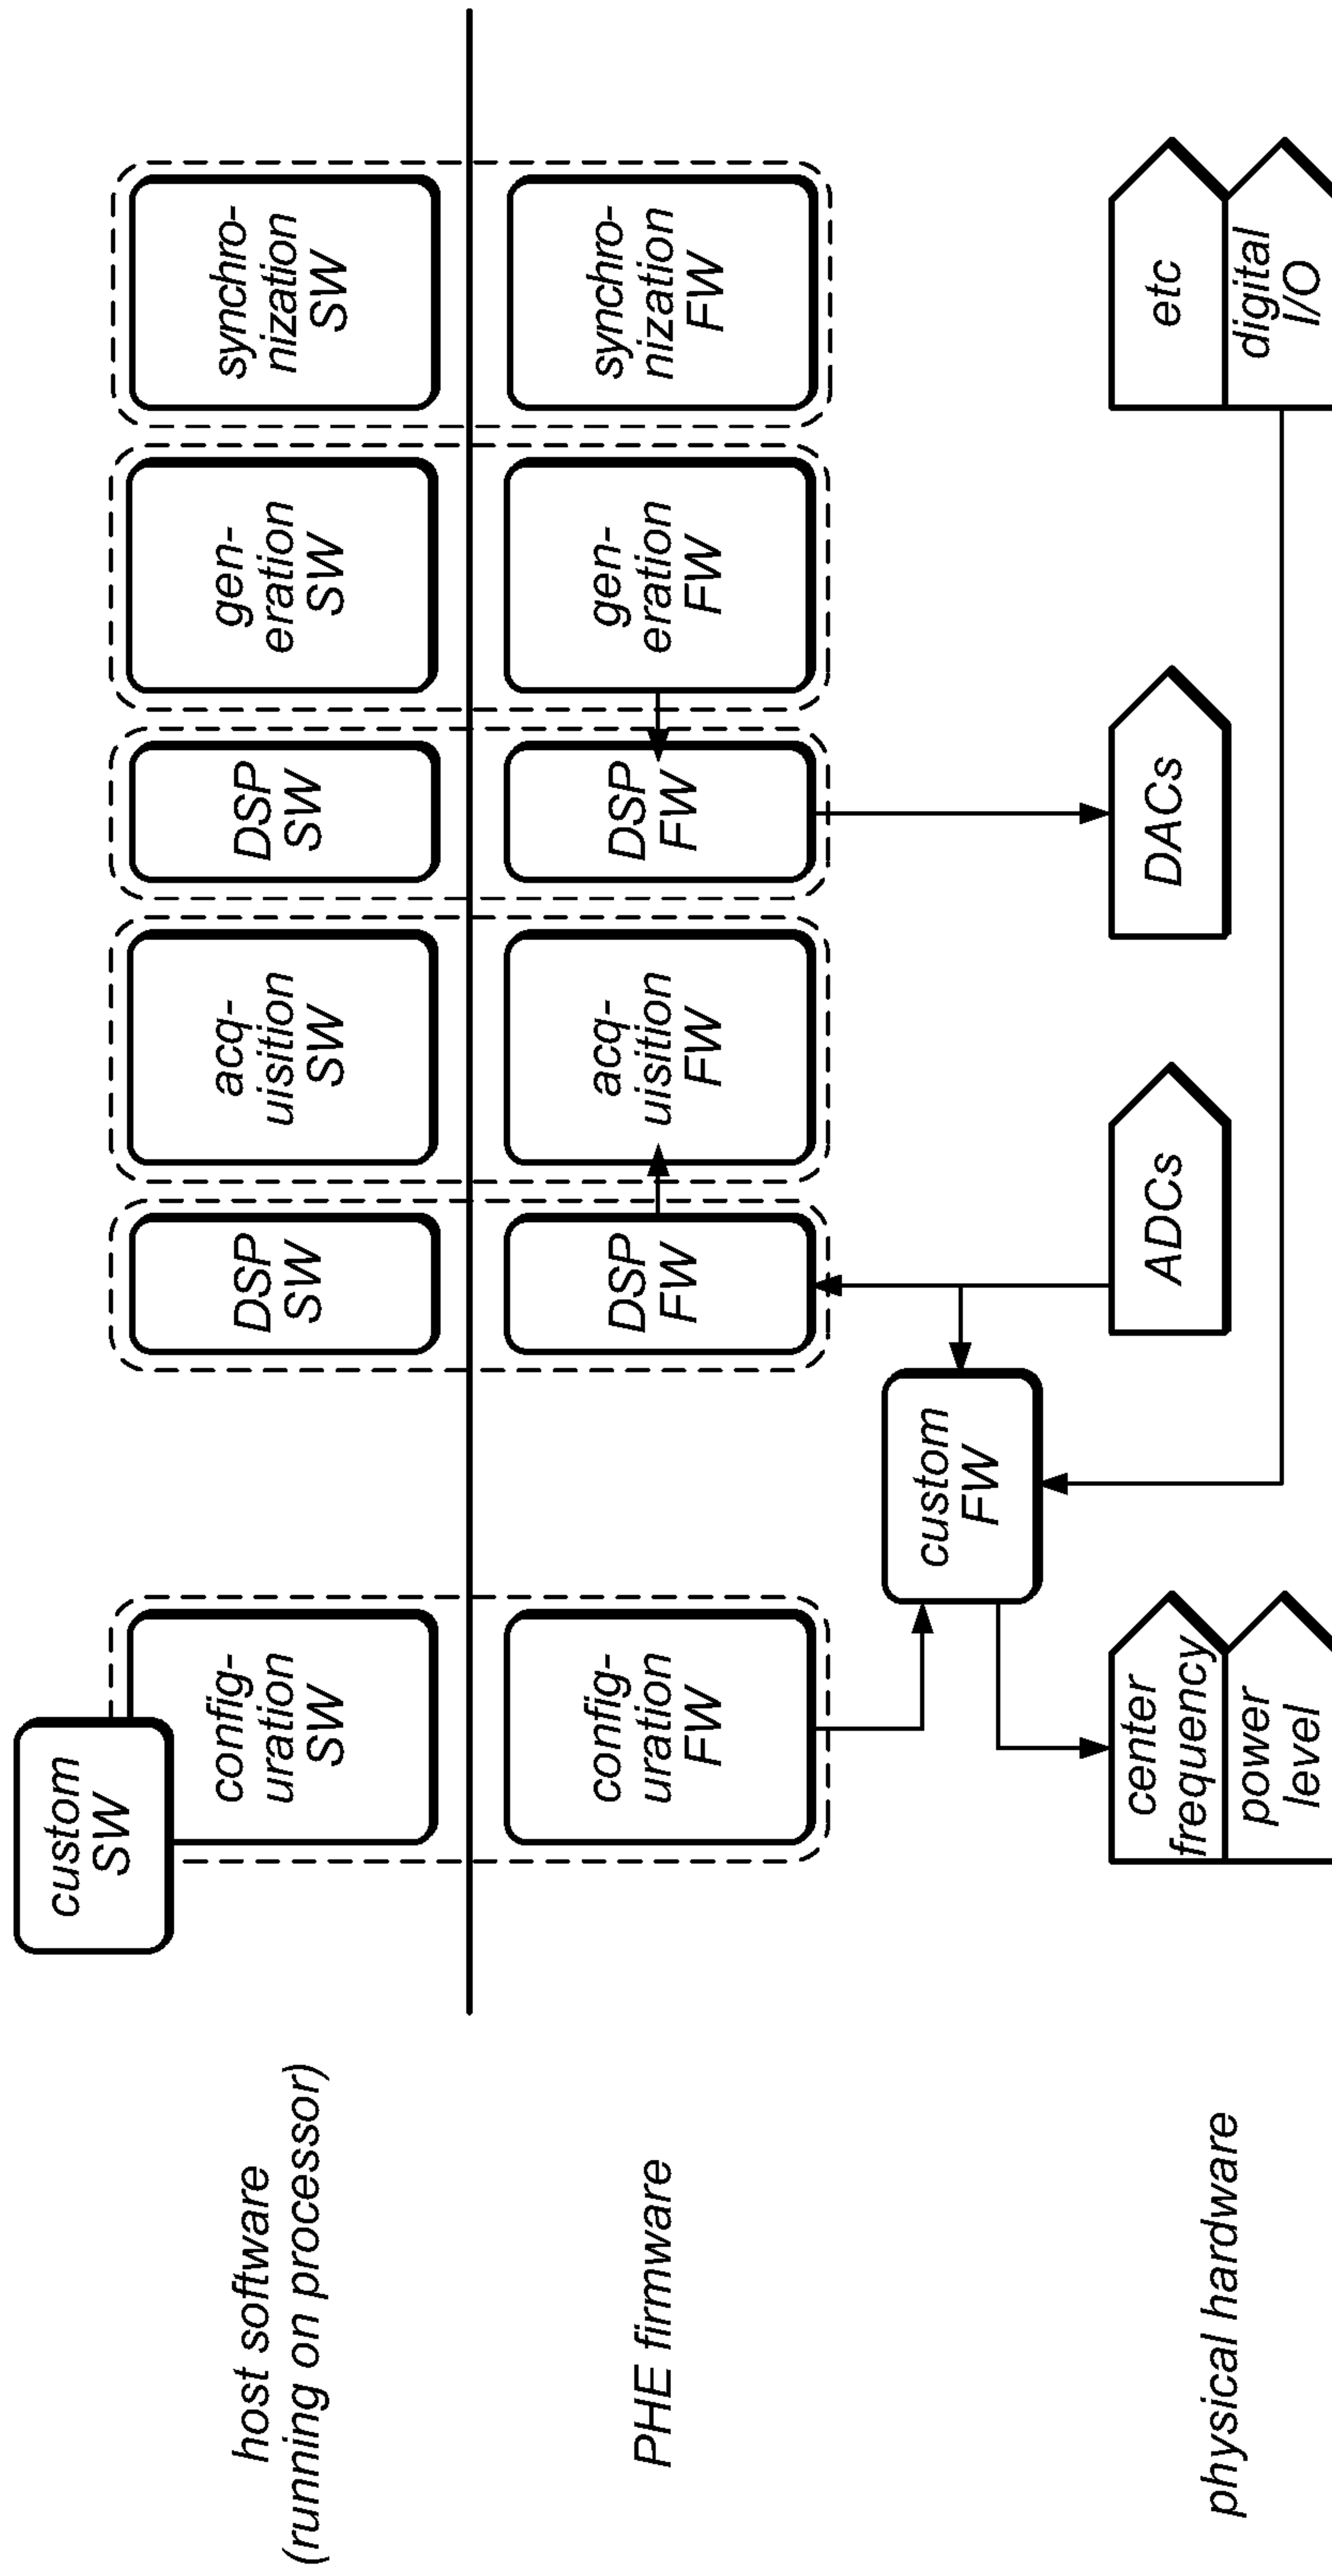 custom
SW
host software
(running on processor)
config-
uration
SW
DSP
SW
acq-
uisition
SW
DSP
SW
gen-
eration
SW
synchro-
nization
SW
PHE firmware
config-
uration
FW
DSP
FW
acq-
uisition
FW
DSP
FW
gen-
eration
FW
synchro-
nization
FW
custom
FW
physical hardware
center
frequency
power
level
ADCs
DACs
etc
digital
I/O